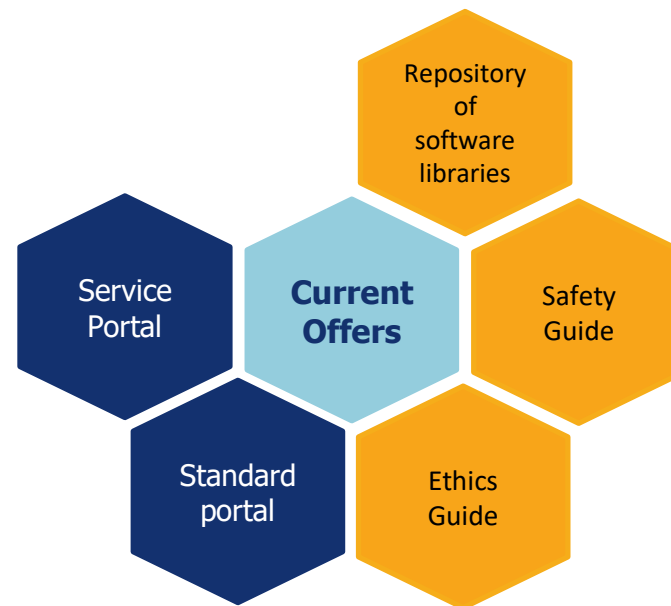 Repository
of
software
libraries
Service
Portal
Current
Offers
Safety
Guide
Standard
portal
Ethics
Guide